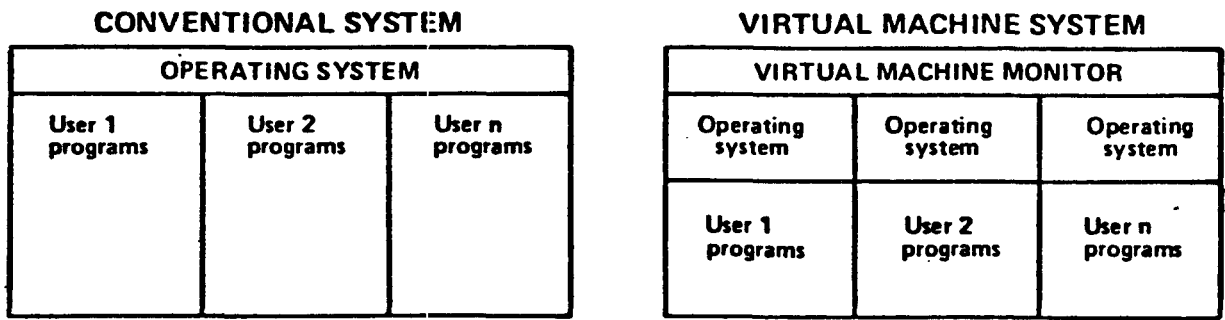 CONVENTIONAL SYSTEM
OPERATING SYSTEM
User 1
programs
User 2
programs
User n
programs
VIRTUAL MACHINE SYSTEM
VIRTUAL MACHINE MONITOR
Operating
system
Operating
system
Operating
system
User 1
programs
User 2
programs
User n
programs